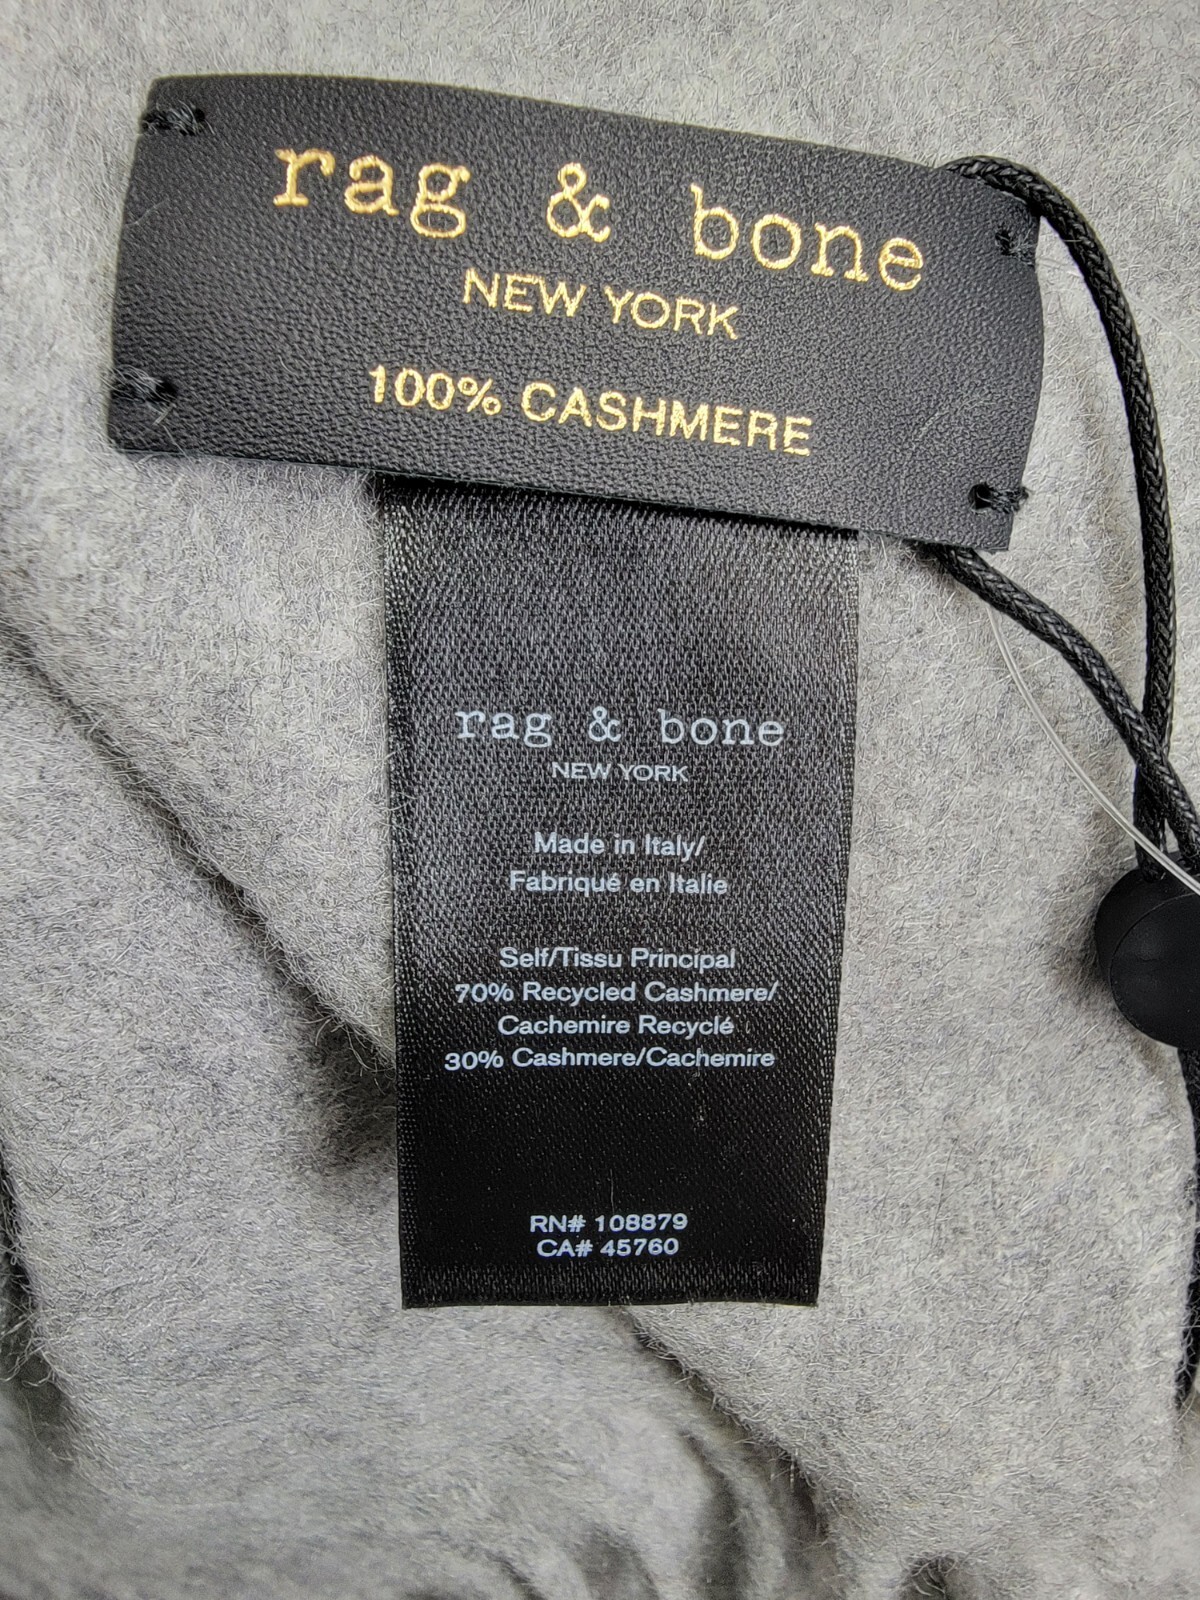 rag & bone
NEW YORK
100% CASHMERE
rag & bone
NEW YORK
Made in Italy/
Fabriqué en Italie
Self/Tissu Principal
70% Recycled Cashmere/
Cachemire Recyclé
30% Cashmere/Cachemire
RN# 108879
CA# 45760